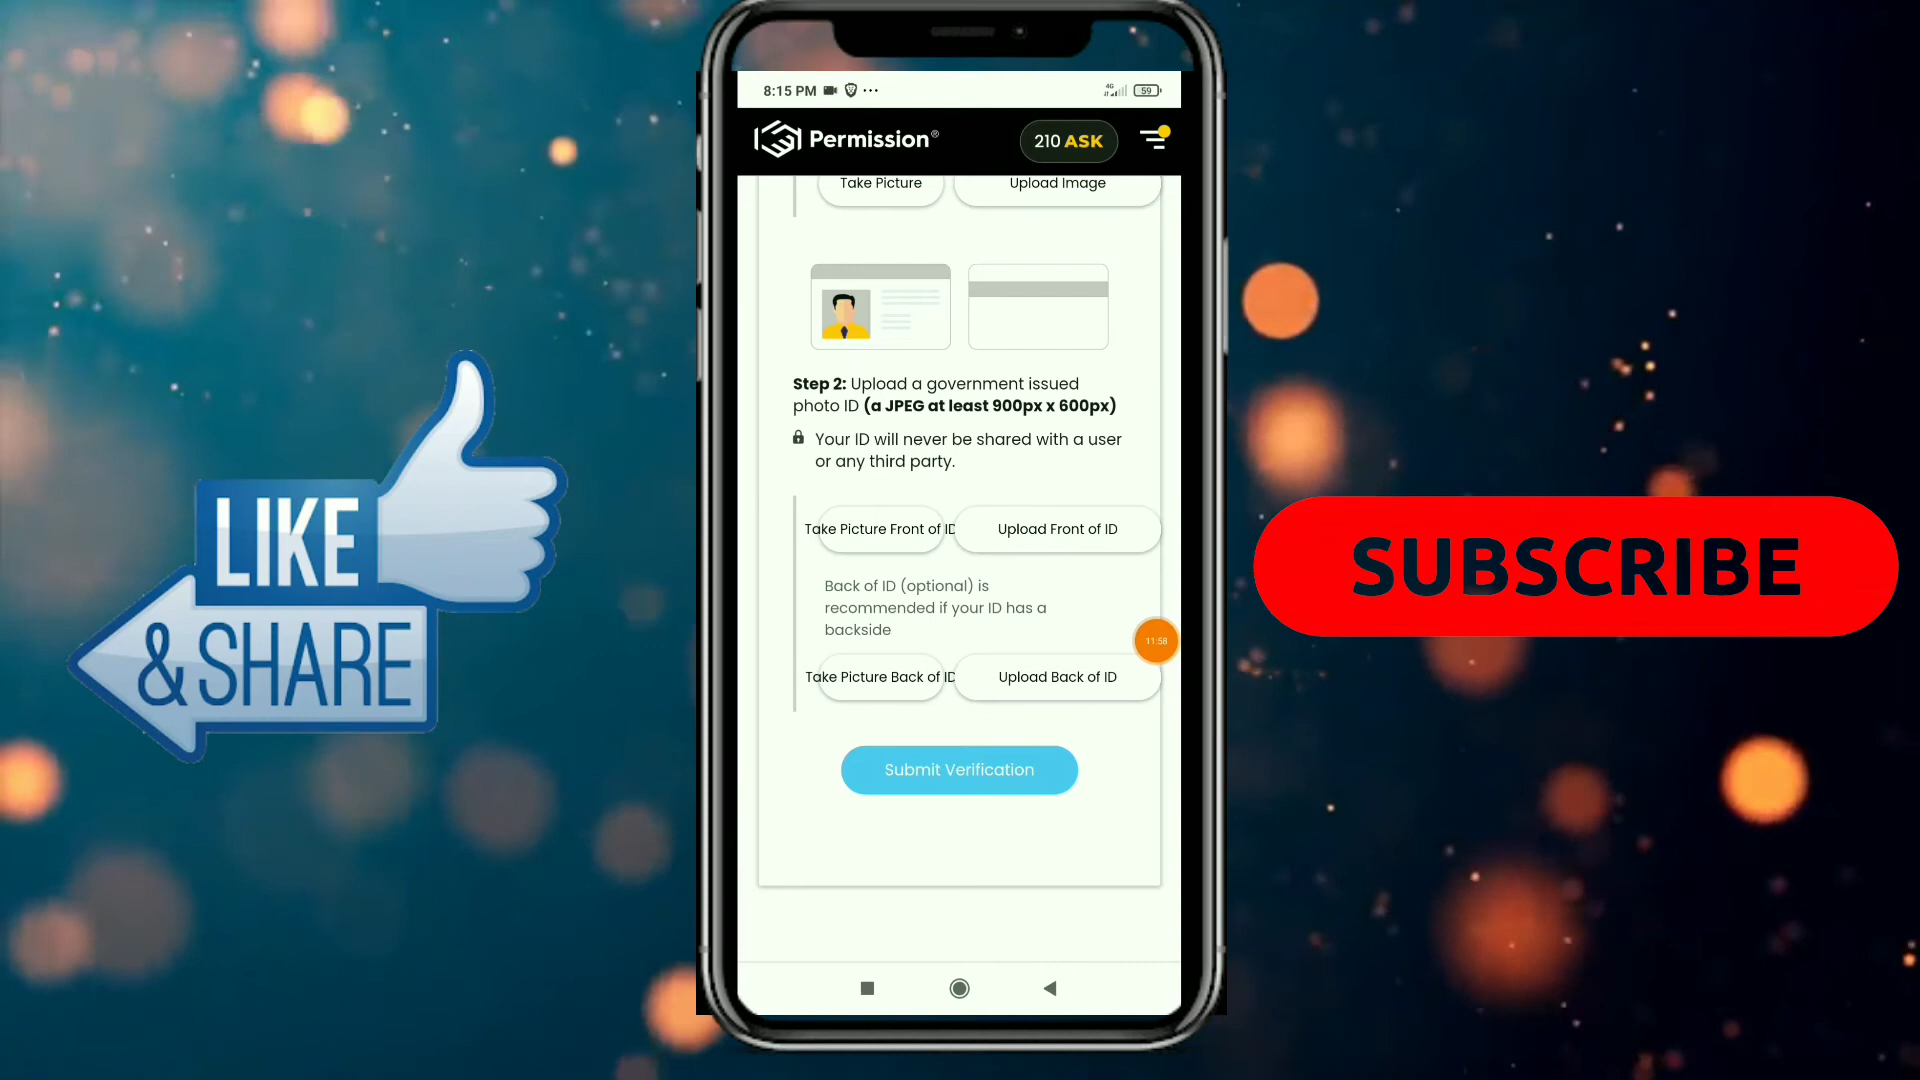 8:15 PM
4G
59
Permission®
210 ASK
Take Picture
Upload Image
Step 2: Upload a government issued
photo ID (a JPEG at least 900px x 600px)
Your ID will never be shared with a user
or any third party.
Take Picture Front of ID
Upload Front of ID
Back of ID (optional) is
recommended if your ID has a
backside
11:58
Take Picture Back of ID
Upload Back of ID
Submit Verification
LIKE
& SHARE
SUBSCRIBE